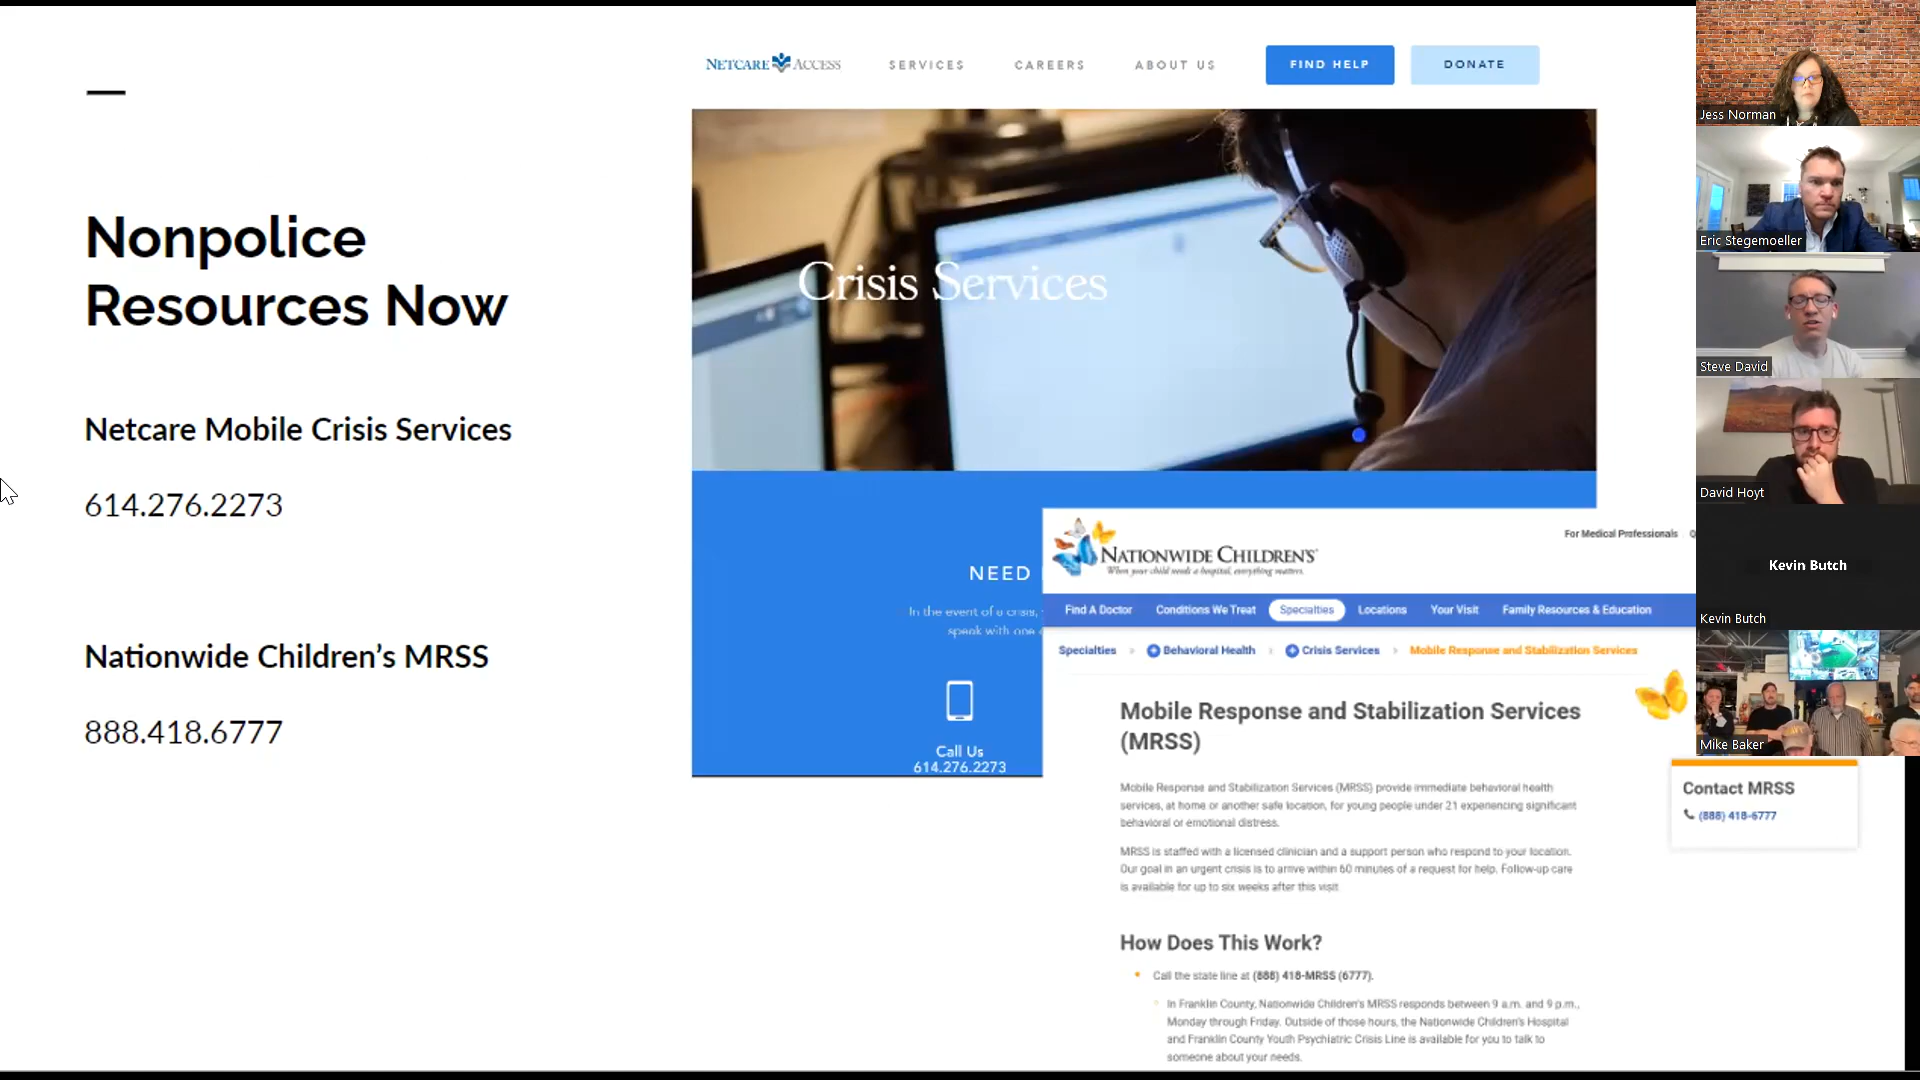 Nonpolice
Resources Now
Netcare Mobile Crisis Services
614.276.2273
Nationwide Children's MRSS
888.418.6777
NETCARE ACCESS
SERVICES
CAREERS
ABOUT US
FIND HELP
DONATE
Crisis Services
NEED
In the event of a crisis,
speak with one
Call Us
614.276.2273
For Medical Professionals
NATIONWIDE CHILDREN'S
When your child needs a hospital, everything matters.
Find A Doctor
Conditions We Treat
Specialties
Locations
Your Visit
Family Resources & Education
Specialties
Behavioral Health
Crisis Services
Mobile Response and Stabilization Services
Mobile Response and Stabilization Services
(MRSS)
Mobile Response and Stabilization Services (MRSS) provide immediate behavioral health
services, at home or another safe location, for young people under 21 experiencing significant
behavioral or emotional distress.
MRSS is staffed with a licensed clinician and a support person who respond to your location.
Our goal in an urgent crisis is to arrive within 60 minutes of a request for help. Follow-up care
is available for up to six weeks after this visit
How Does This Work?
Call the state line at (888) 418-MRSS (6777).
In Franklin County, Nationwide Children's MRSS responds between 9 a.m. and 9 p.m.,
Monday through Friday. Outside of those hours, the Nationwide Children's Hospital
and Franklin County Youth Psychiatric Crisis Line is available for you to talk to
someone about your needs.
Contact MRSS
(888) 418-6777
Jess Norman
Eric Stegemoeller
Steve David
David Hoyt
Kevin Butch
Kevin Butch
Mike Baker